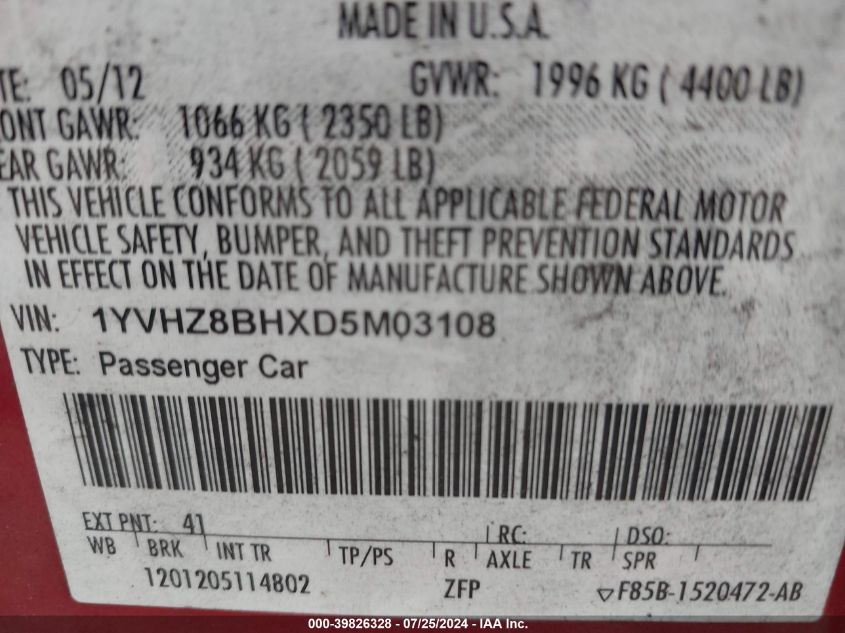 MADE IN U.S.A.
TE: 05/12 GVWR: 1996 KG ( 4400 LB)
ONT GAWR: 1066 KG ( 2350 LB)
EAR GAWR: 934 KG ( 2059 LB)
THIS VEHICLE CONFORMS TO ALL APPLICABLE FEDERAL MOTOR
VEHICLE SAFETY, BUMPER, AND THEFT PREVENTION STANDARDS
IN EFFECT ON THE DATE OF MANUFACTURE SHOWN ABOVE.
VIN: 1YVHZ8BHXD5M03108
TYPE: Passenger Car
EXT PNT: 41 RC: DSO:
WB BRK INT TR TP/PS R AXLE TR SPR
1201205114802 ZFP ▽F85B-1520472-AB
000-39826328 - 07/25/2024 - IAA Inc.